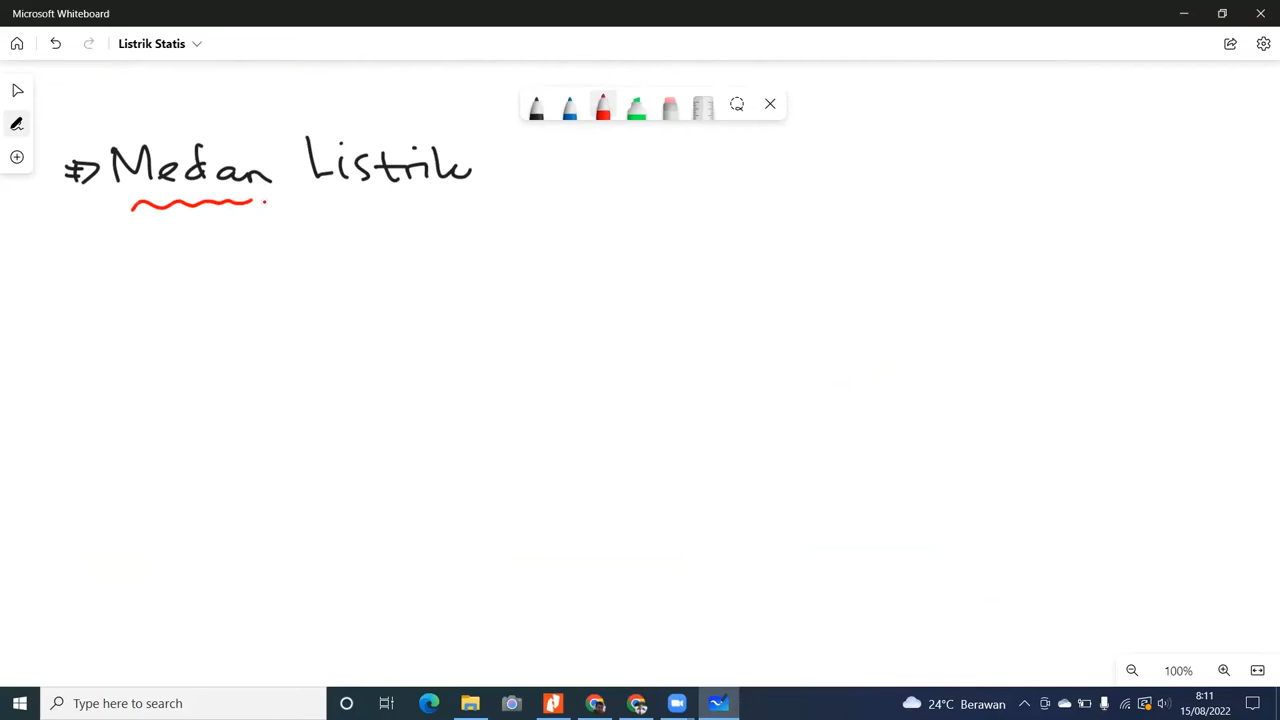 Microsoft Whiteboard
Listrik Statis
⇒ Medan Listrik
100%
Type here to search
24°C Berawan
8:11
15/08/2022